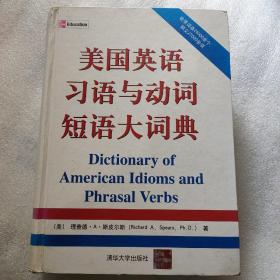 Education
美国英语
习语与动词
短语大词典
Dictionary of
American Idioms and
Phrasal Verbs
(美) 理查德·A·斯皮尔斯 (Richard A. Spears, Ph.D.) 著
清华大学出版社